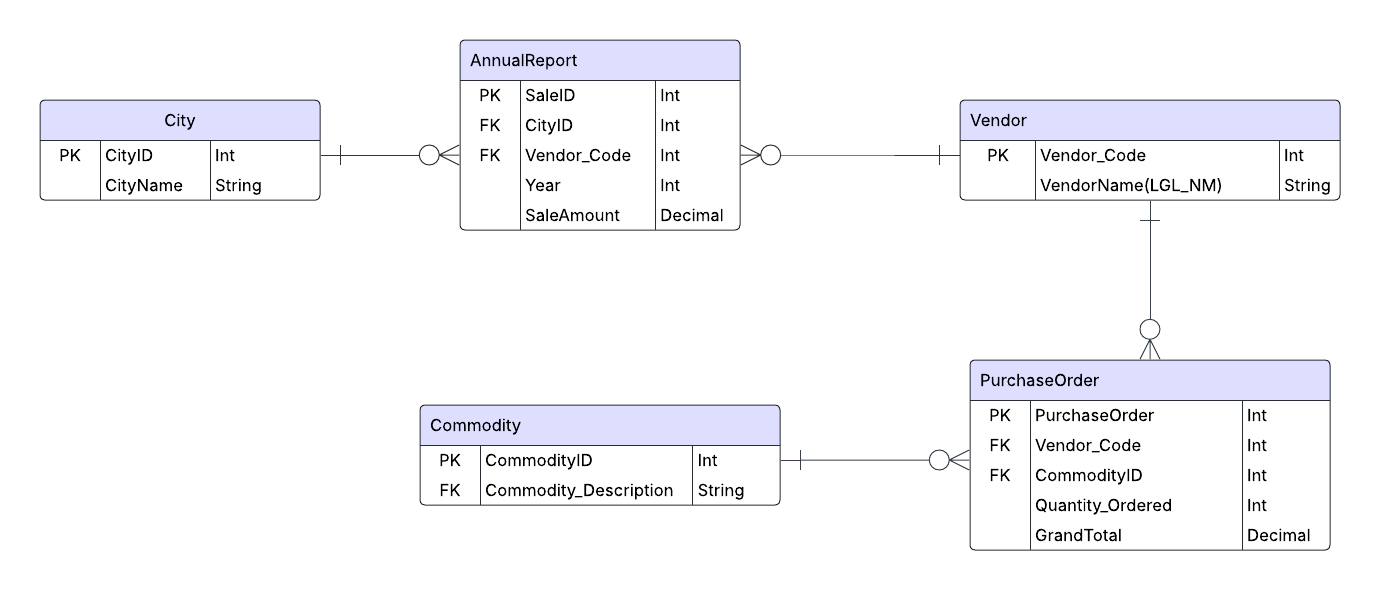 City
PK CityID Int
CityName String
AnnualReport
PK SaleID Int
FK CityID Int
FK Vendor_Code Int
Year Int
SaleAmount Decimal
Vendor
PK Vendor_Code Int
VendorName(LGL_NM) String
Commodity
PK CommodityID Int
FK Commodity_Description String
PurchaseOrder
PK PurchaseOrder Int
FK Vendor_Code Int
FK CommodityID Int
Quantity_Ordered Int
GrandTotal Decimal